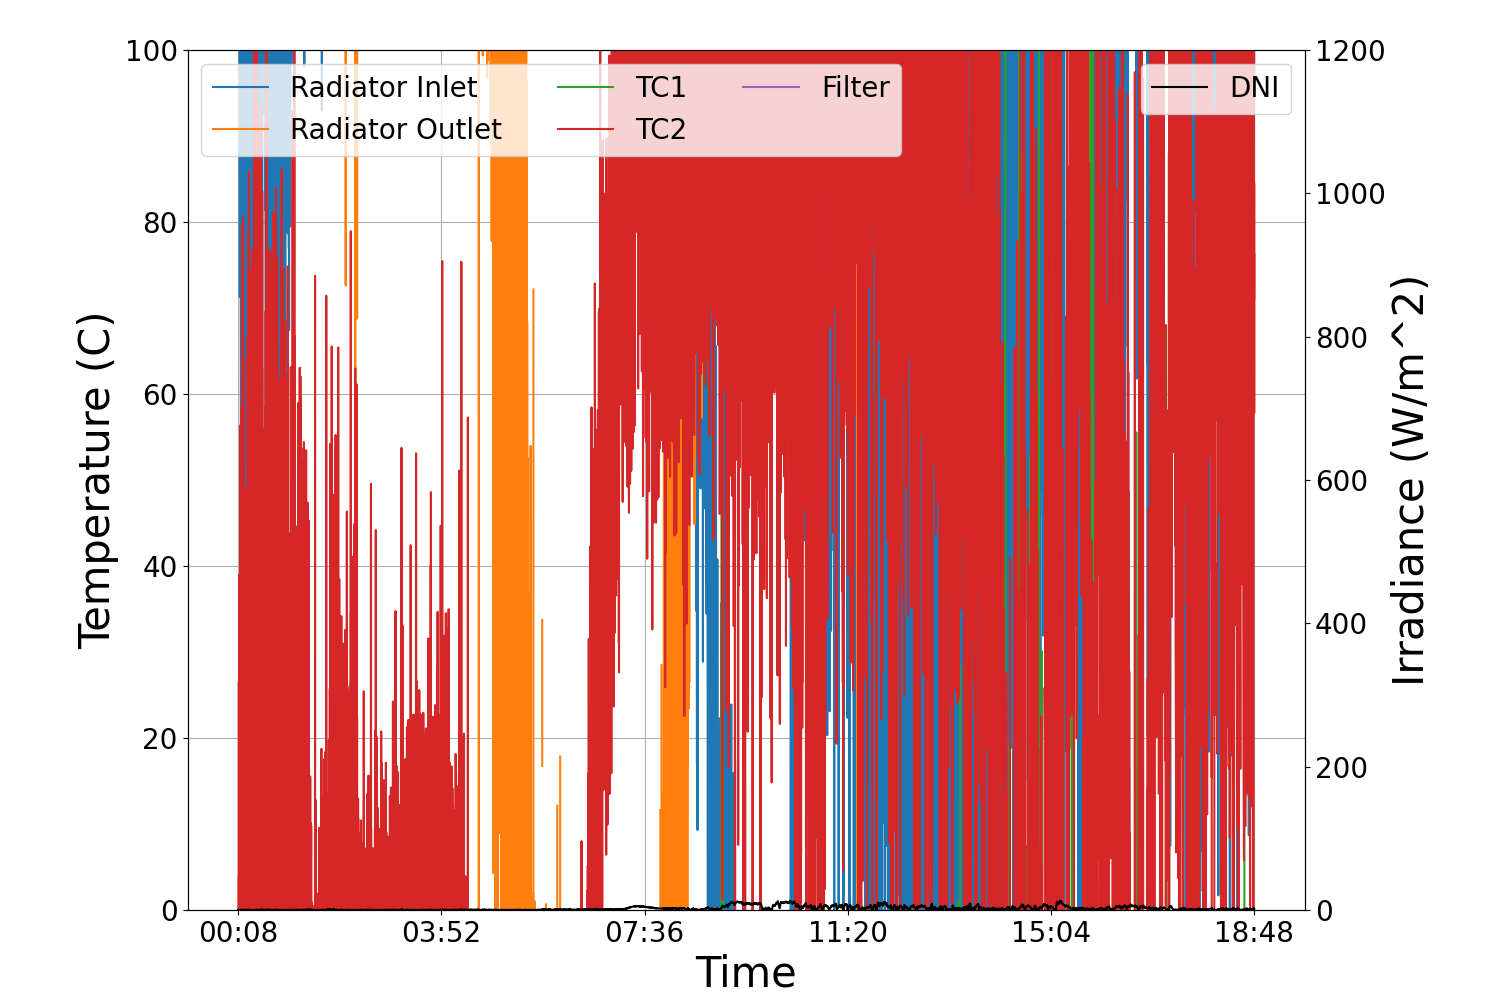 100
80
60
40
20
0
Temperature (C)
Radiator Inlet
Radiator Outlet
TC1
TC2
Filter
DNI
1200
1000
800
600
400
200
0
Irradiance (W/m^2)
00:08
03:52
07:36
11:20
15:04
18:48
Time